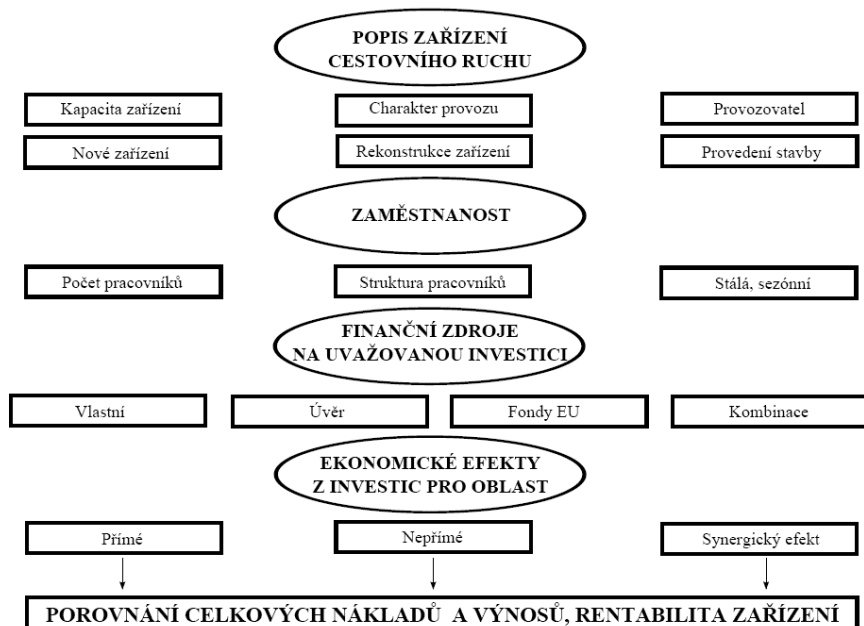 POPIS ZAŘÍZENÍ
CESTOVNÍHO RUCHU
Kapacita zařízení
Charakter provozu
Provozovatel
Nové zařízení
Rekonstrukce zařízení
Provedení stavby
ZAMĚSTNANOST
Počet pracovníků
Struktura pracovníků
Stálá, sezónní
FINANČNÍ ZDROJE
NA UVAŽOVANOU INVESTICI
Vlastní
Úvěr
Fondy EU
Kombinace
EKONOMICKÉ EFEKTY
Z INVESTIC PRO OBLAST
Přímé
Nepřímé
Synergický efekt
POROVNÁNÍ CELKOVÝCH NÁKLADŮ A VÝNOSŮ, RENTABILITA ZAŘÍZENÍ